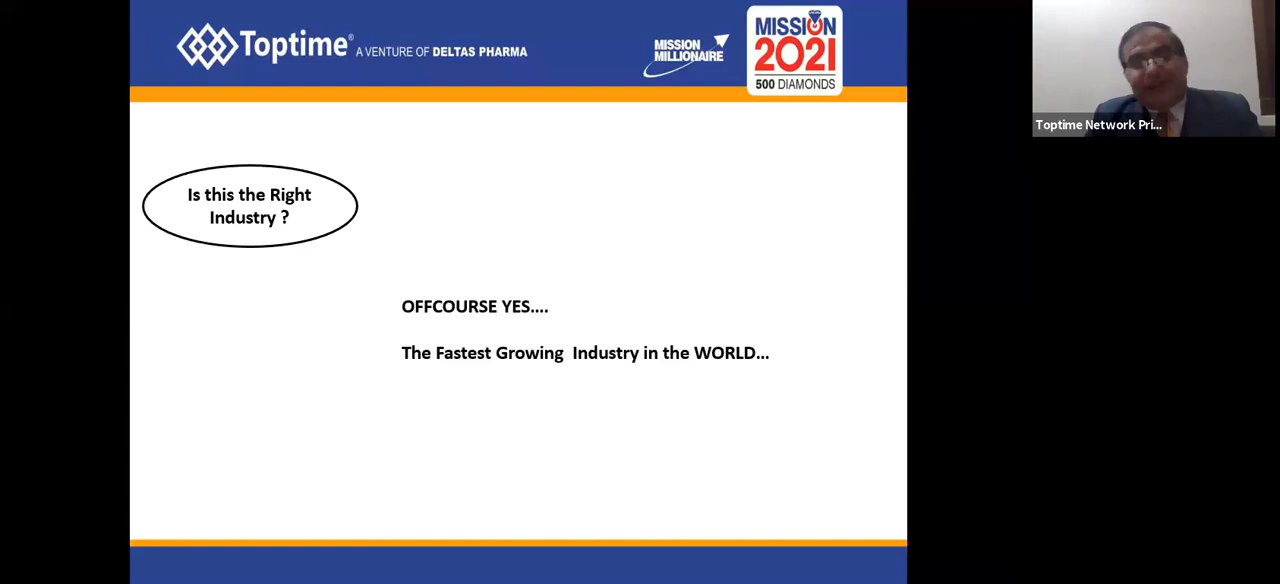 Toptime®
A VENTURE OF DELTAS PHARMA
MISSION
MILLIONAIRE
MISSION
2021
500 DIAMONDS
Toptime Network Pri...
Is this the Right
Industry ?
OFFCOURSE YES....
The Fastest Growing  Industry in the WORLD...